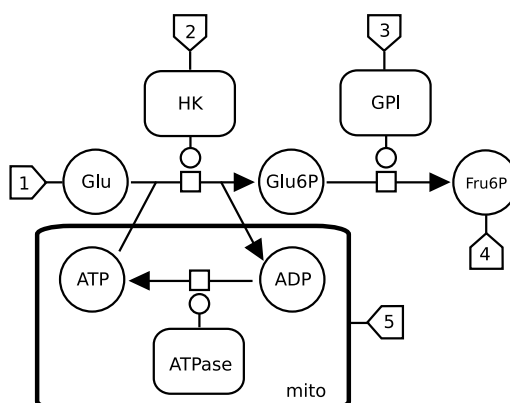 2
3
HK
GPI
1
Glu
Glu6P
Fru6P
4
ATP
ADP
5
ATPase
mito